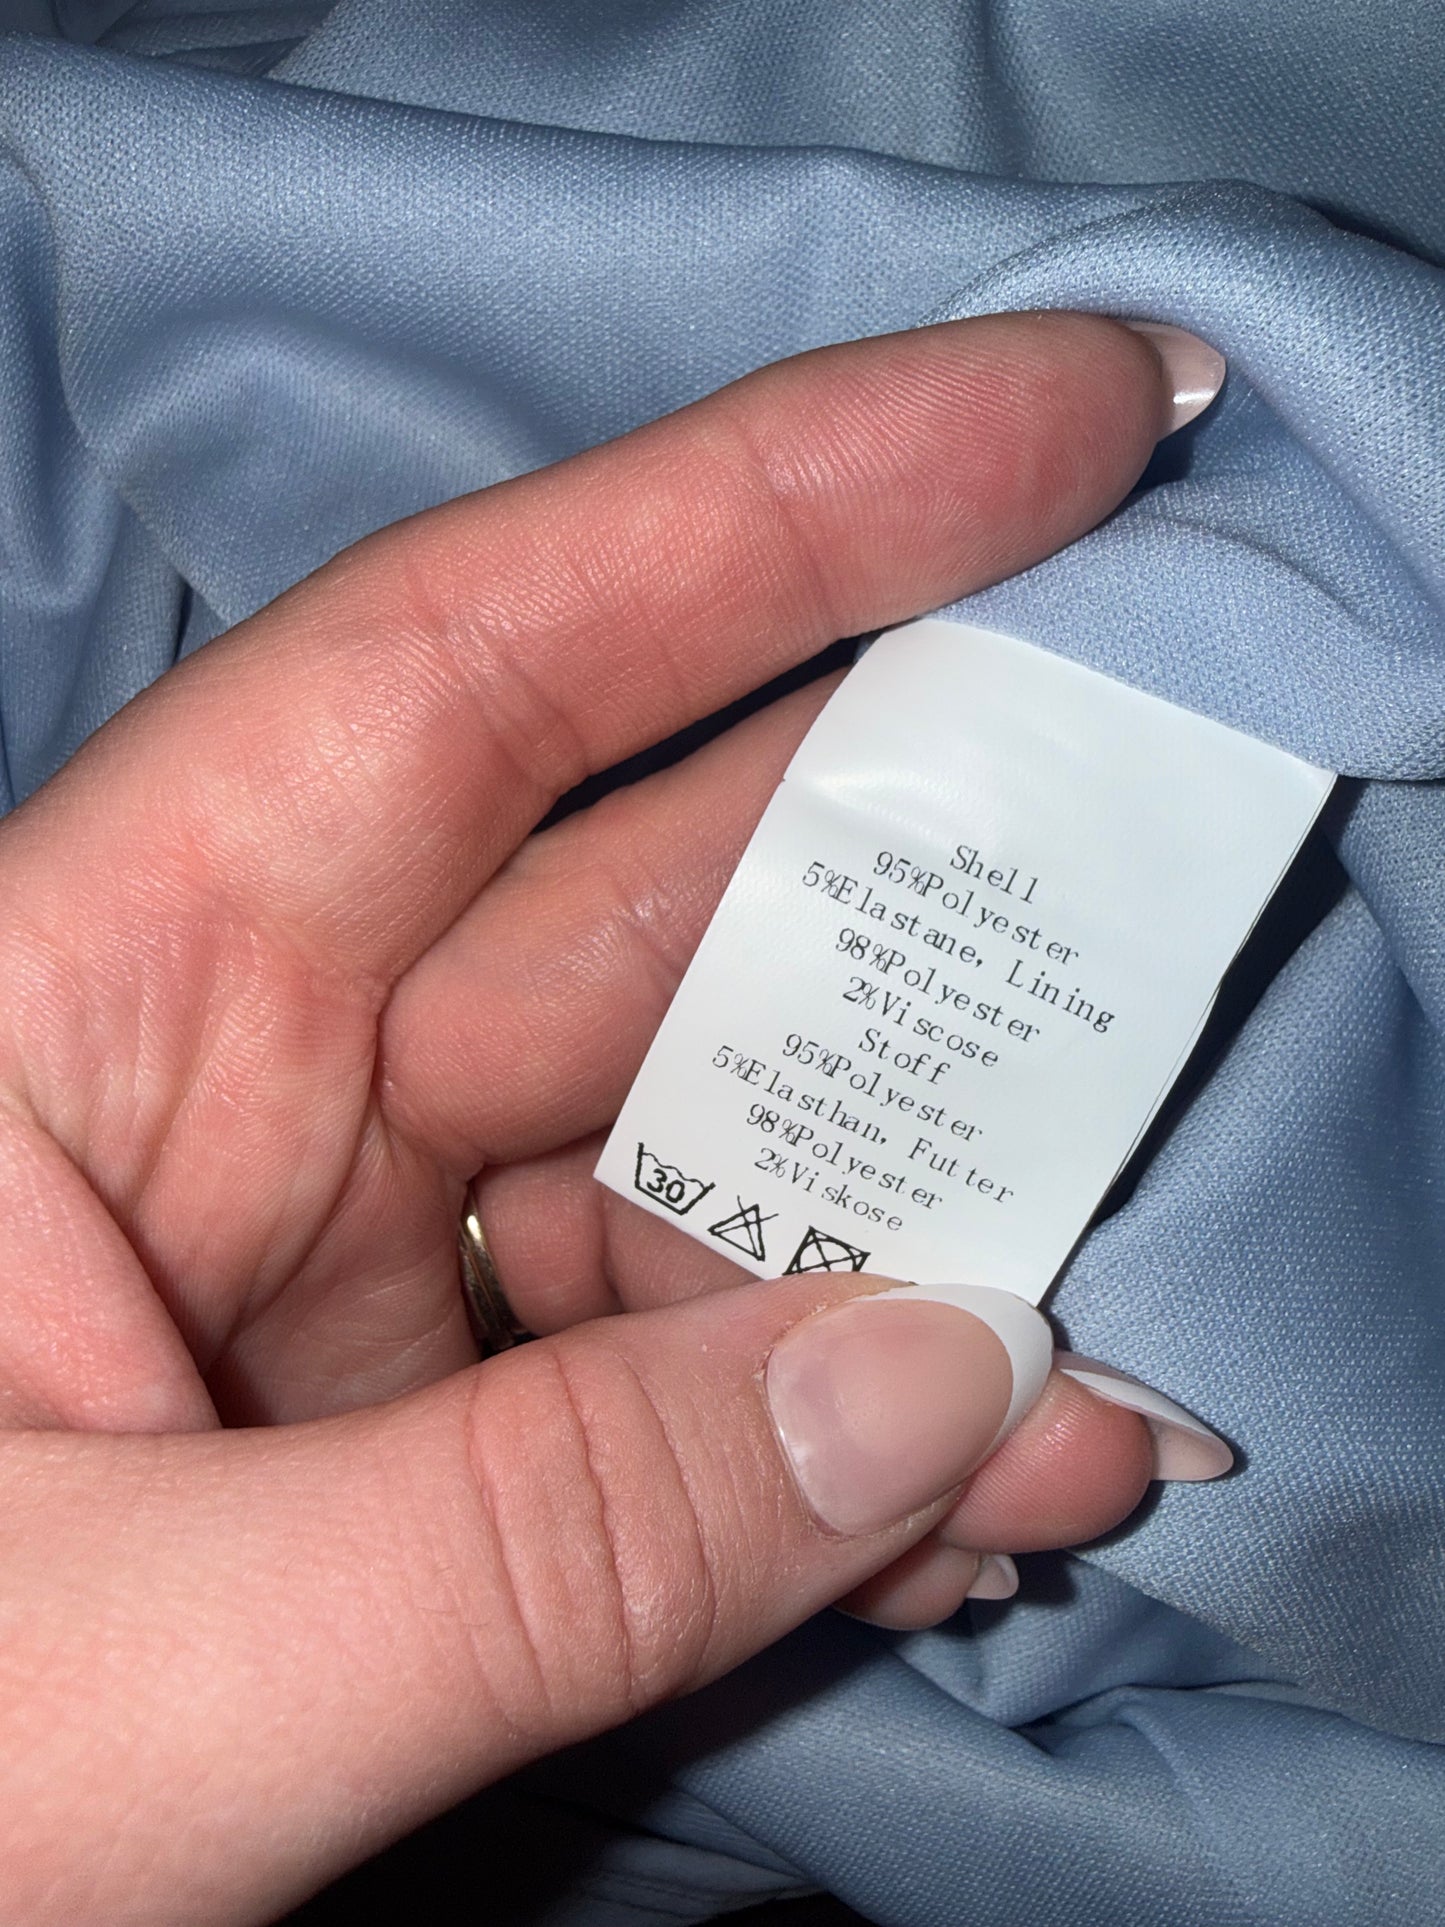 Shell
95%Polyester
5%Elastane, Lining
98%Polyester
2%Viscose
Stoff
95%Polyester
5%Elasthan, Futter
98%Polyester
2%Viskose
30